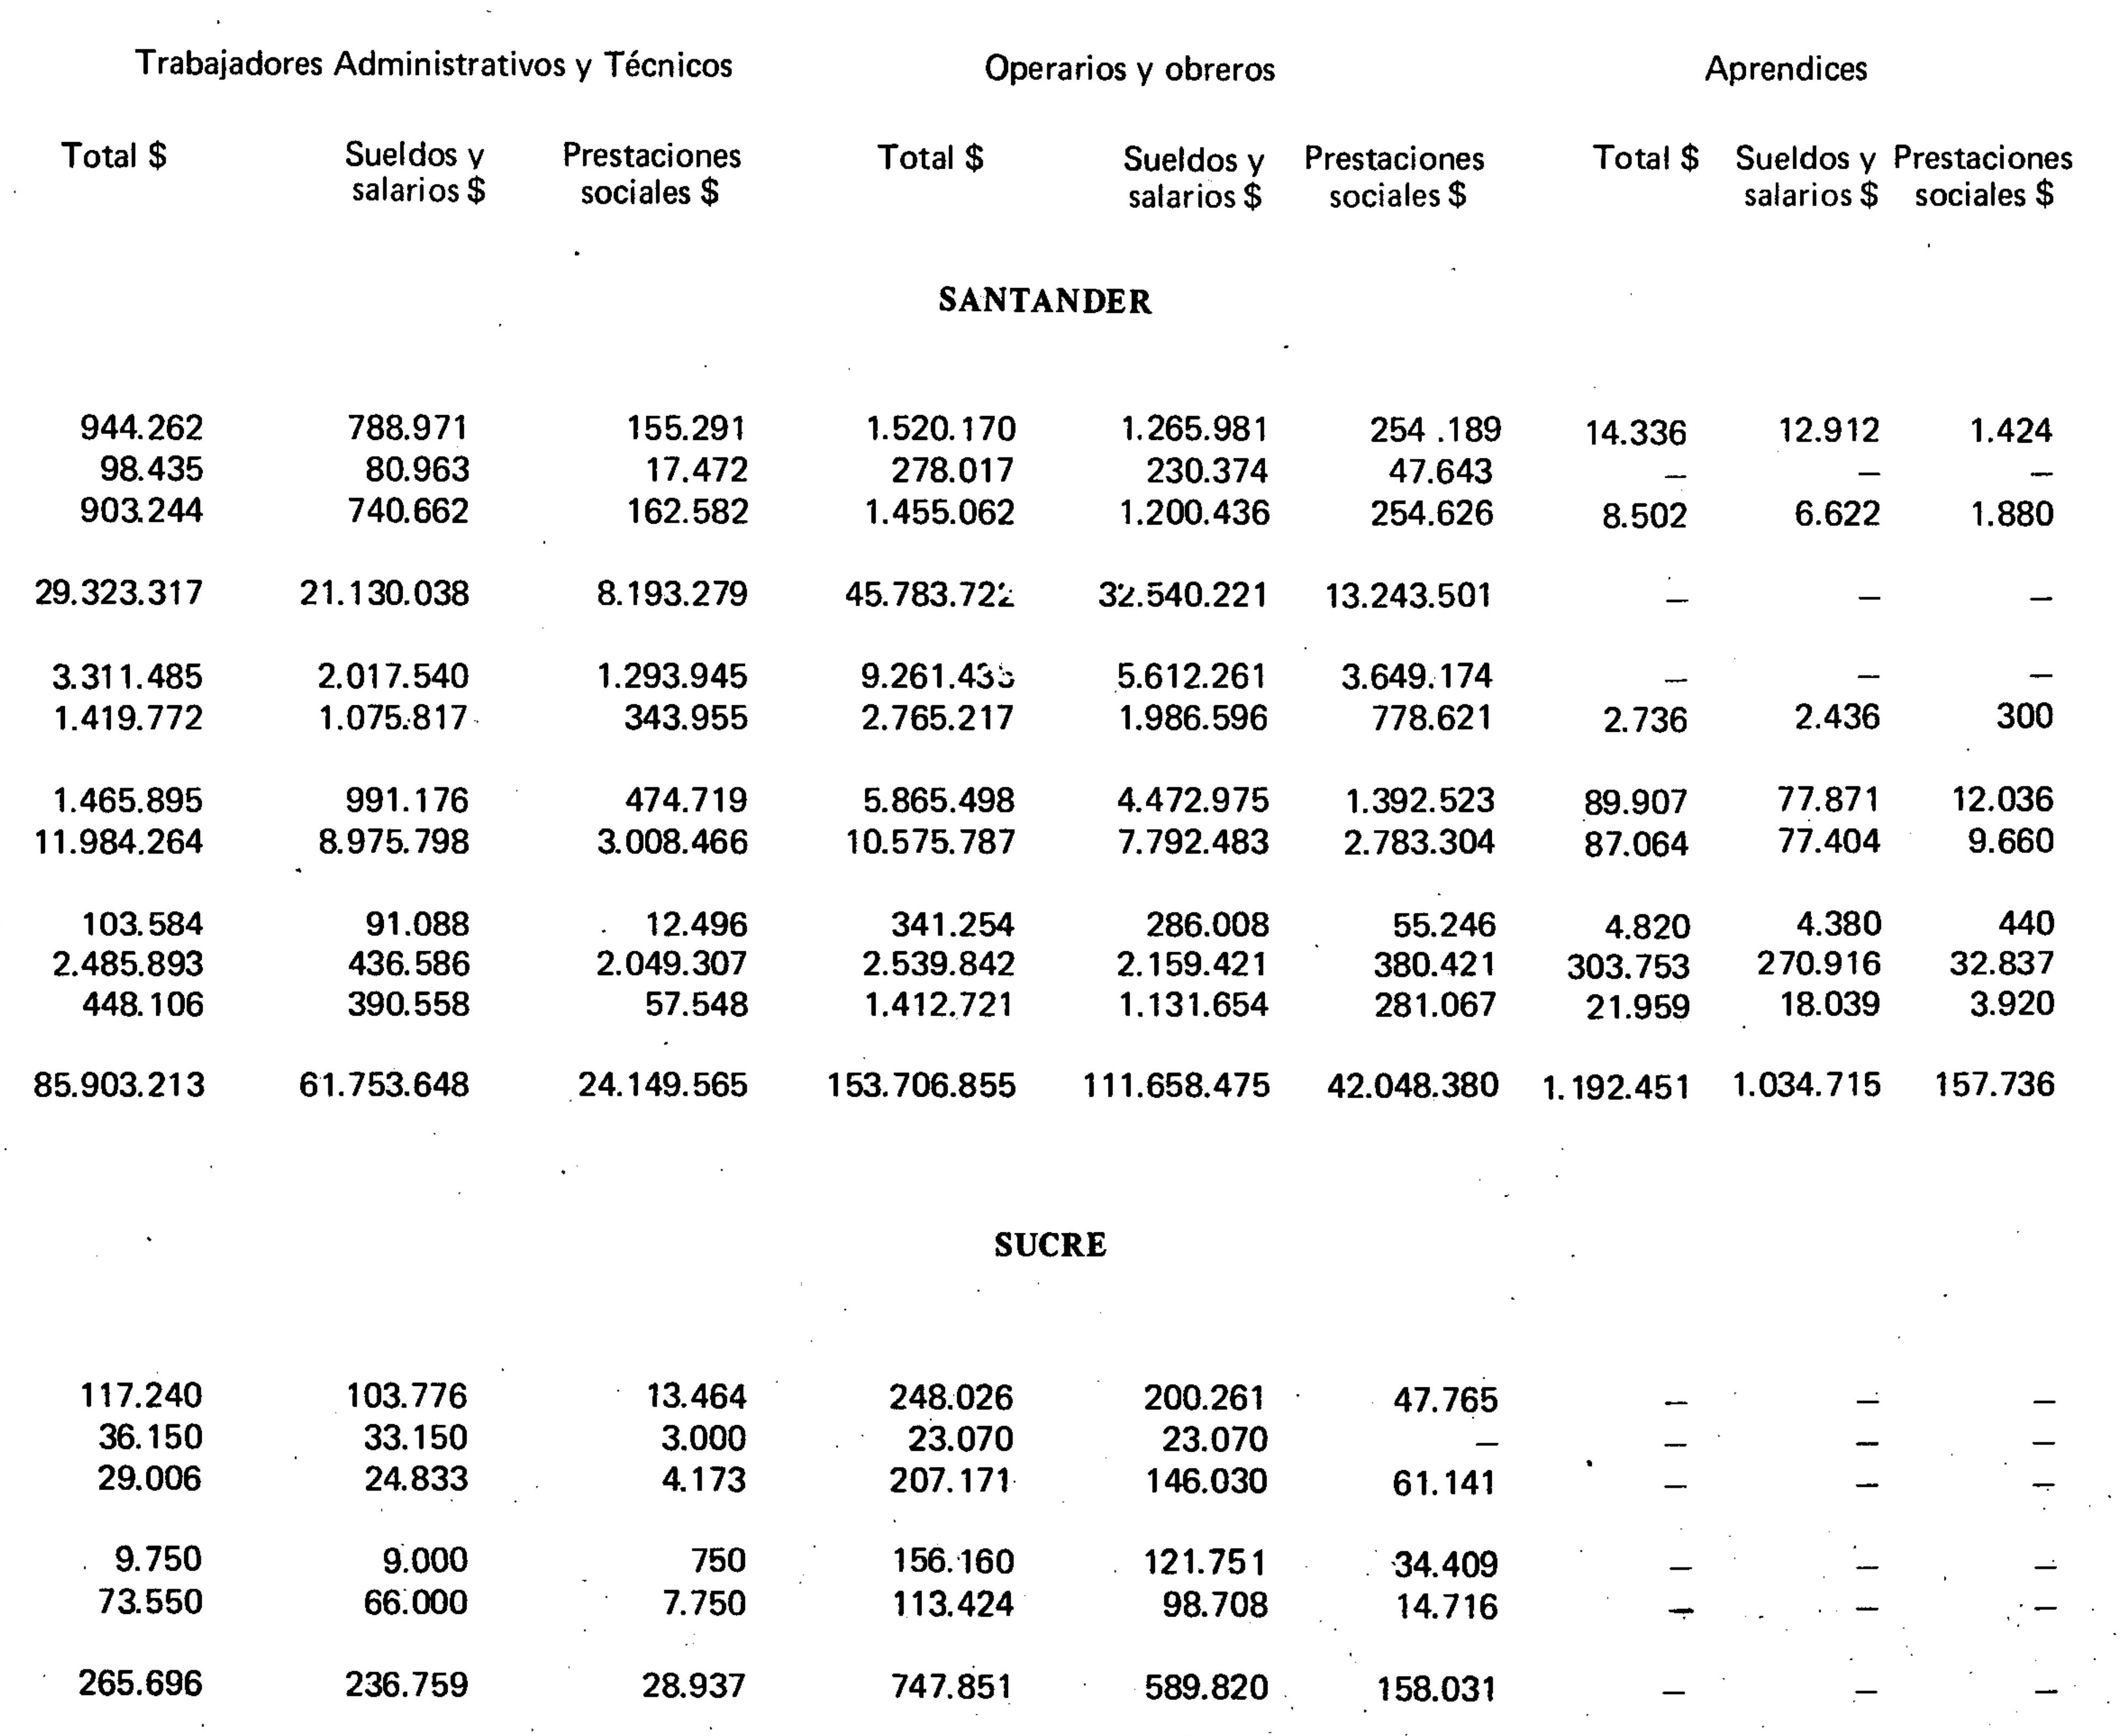 Trabajadores Administrativos y Técnicos Operarios y obreros Aprendices
Total $ Sueldos y Prestaciones Total $ Sueldos y Prestaciones Total $ Sueldos y Prestaciones
salarios $ sociales $ salarios $ sociales $ salarios $ sociales $
SANTANDER
944.262 788.971 155.291 1.520.170 1.265.981 254 .189 14.336 12.912 1.424
98.435 80.963 17.472 278.017 230.374 47.643 — — —
903.244 740.662 162.582 1.455.062 1.200.436 254.626 8.502 6.622 1.880
29.323.317 21.130.038 8.193.279 45.783.722 32.540.221 13.243.501 — — —
3.311.485 2.017.540 1.293.945 9.261.435 5.612.261 3.649.174 — — —
1.419.772 1.075.817 343.955 2.765.217 1.986.596 778.621 2.736 2.436 300
1.465.895 991.176 474.719 5.865.498 4.472.975 1.392.523 89.907 77.871 12.036
11.984.264 8.975.798 3.008.466 10.575.787 7.792.483 2.783.304 87.064 77.404 9.660
103.584 91.088 12.496 341.254 286.008 55.246 4.820 4.380 440
2.485.893 436.586 2.049.307 2.539.842 2.159.421 380.421 303.753 270.916 32.837
448.106 390.558 57.548 1.412.721 1.131.654 281.067 21.959 18.039 3.920
85.903.213 61.753.648 24.149.565 153.706.855 111.658.475 42.048.380 1.192.451 1.034.715 157.736
SUCRE
117.240 103.776 13.464 248.026 200.261 47.765 — — —
36.150 33.150 3.000 23.070 23.070 — — — —
29.006 24.833 4.173 207.171 146.030 61.141 — — —
9.750 9.000 750 156.160 121.751 34.409 — — —
73.550 66.000 7.750 113.424 98.708 14.716 — — —
265.696 236.759 28.937 747.851 589.820 158.031 — — —